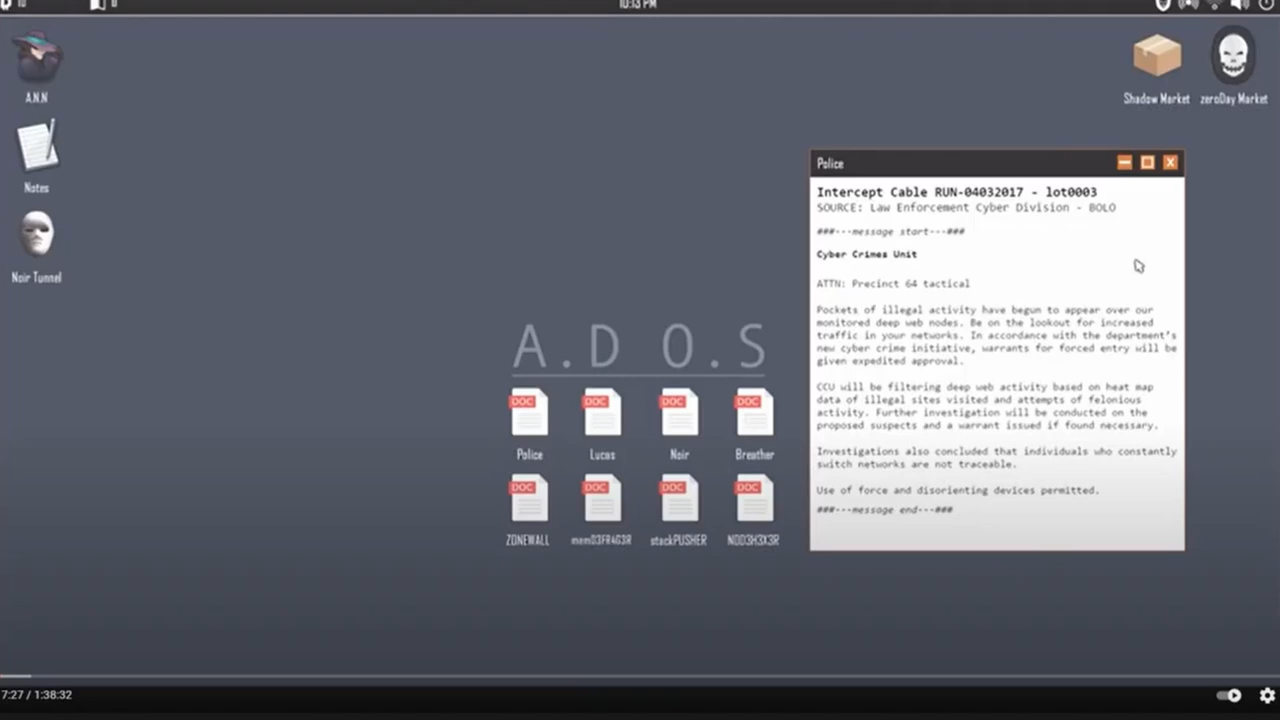 10:13 PM
A.N.N
Notes
Noir Tunnel
Shadow Market
zeroDay Market
A.D O.S
Police
Lucas
Noir
Breather
DOC
DOC
DOC
DOC
ZONEWALL
memD3FR4G3R
stackPUSHER
NODEH3X3R
DOC
DOC
DOC
DOC
Police
Intercept Cable RUN-04032017 - lot0003
SOURCE: Law Enforcement Cyber Division - BOLO
###---message start---###
Cyber Crimes Unit
ATTN: Precinct 64 tactical
Pockets of illegal activity have begun to appear over our
monitored deep web nodes. Be on the lookout for increased
traffic in your networks. In accordance with the department's
new cyber crime initiative, warrants for forced entry will be
given expedited approval.
CCU will be filtering deep web activity based on heat map
data of illegal sites visited and attempts of felonious
activity. Further investigation will be conducted on the
proposed suspects and a warrant issued if found necessary.
Investigations also concluded that individuals who constantly
switch networks are not traceable.
Use of force and disorienting devices permitted.
###---message end---###
7:27 / 1:38:32